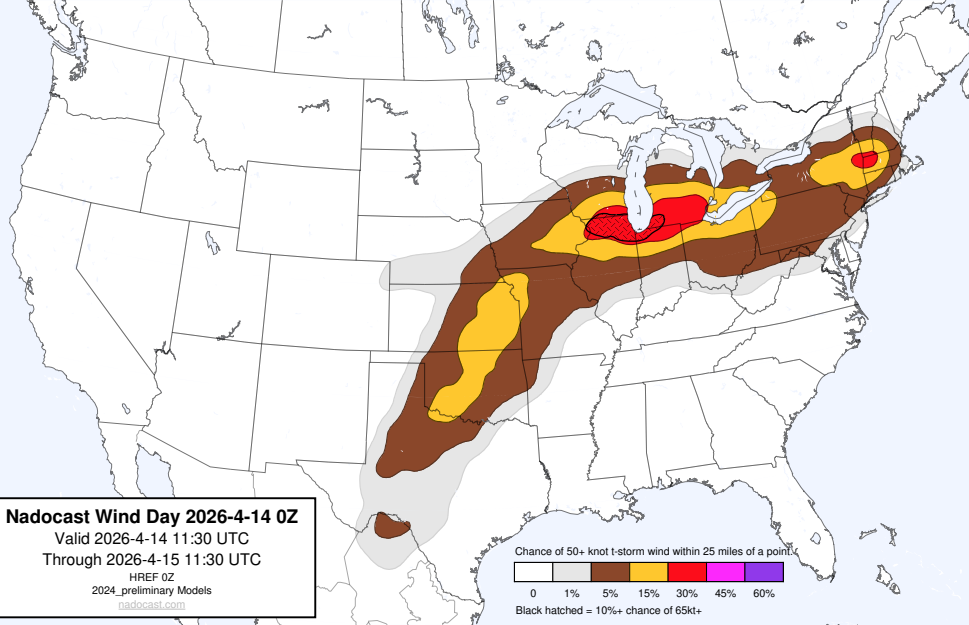 Nadocast Wind Day 2026-4-14 0Z
Valid 2026-4-14 11:30 UTC
Through 2026-4-15 11:30 UTC
HREF 0Z
2024_preliminary Models
nadocast.com
Chance of 50+ knot t-storm wind within 25 miles of a point.
0 1% 5% 15% 30% 45% 60%
Black hatched = 10%+ chance of 65kt+